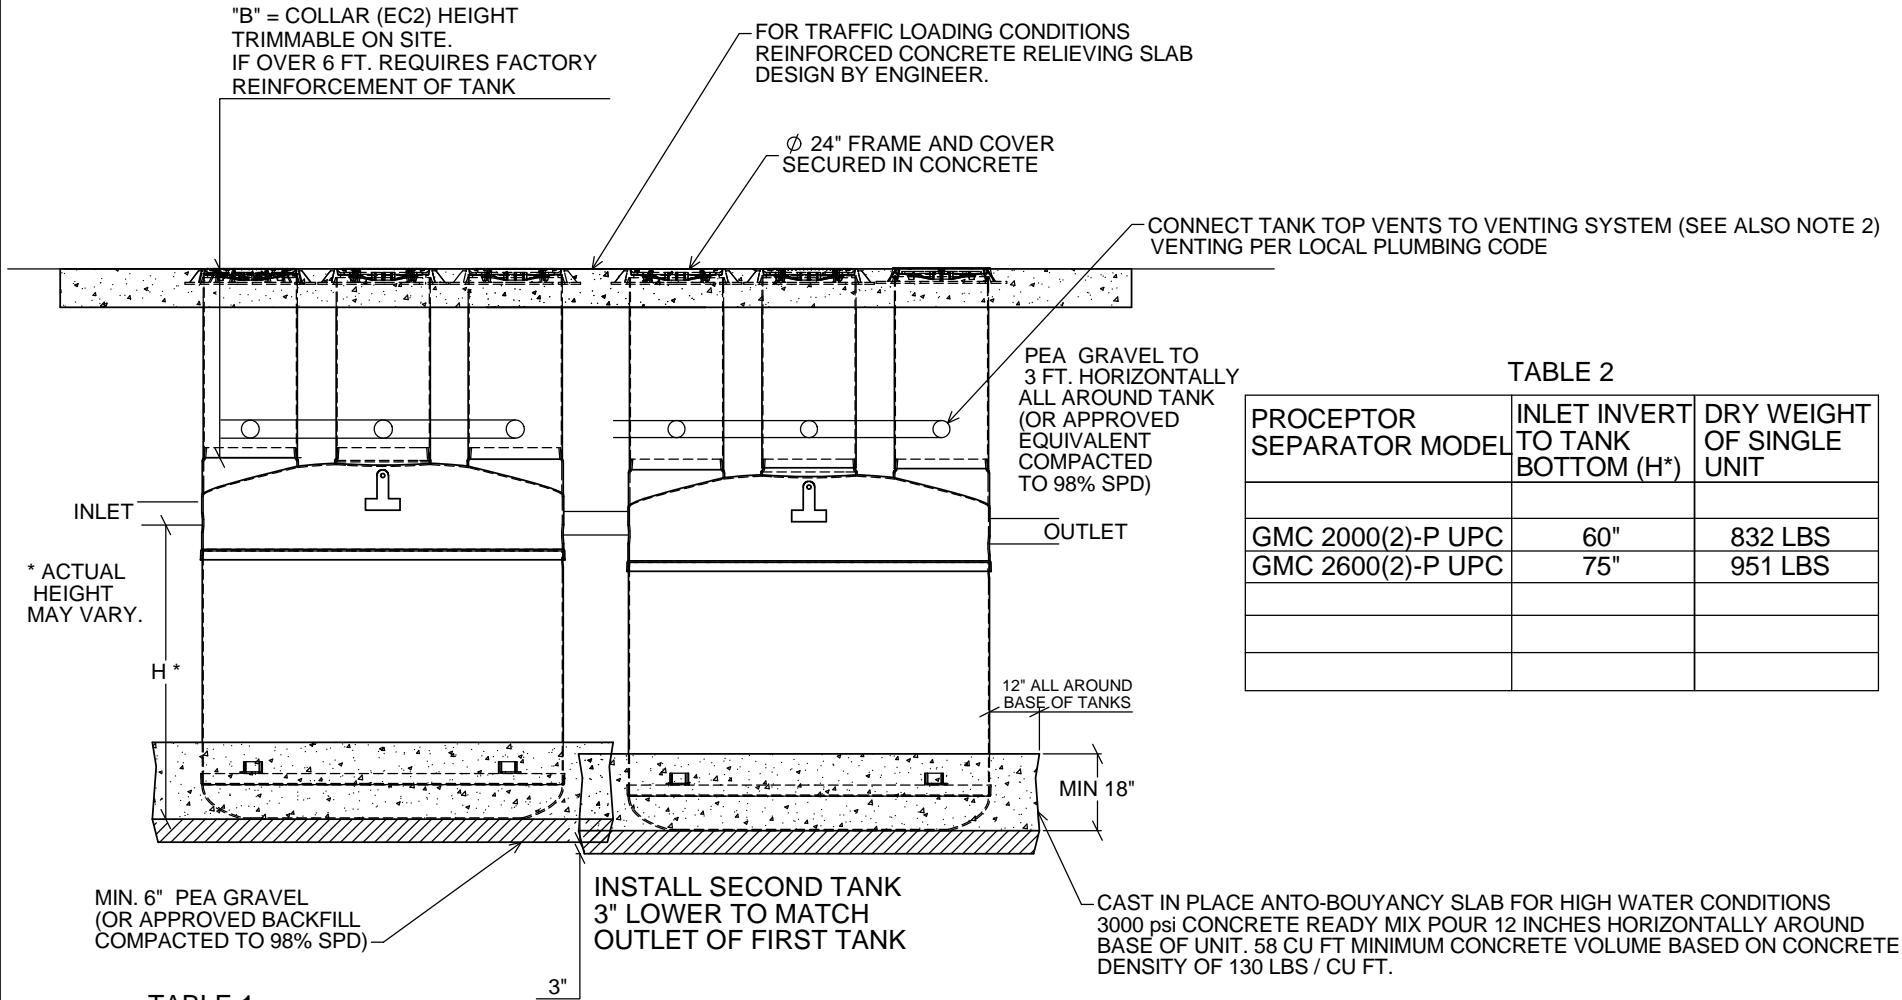 "B" = COLLAR (EC2) HEIGHT
TRIMMABLE ON SITE.
IF OVER 6 FT. REQUIRES FACTORY
REINFORCEMENT OF TANK
FOR TRAFFIC LOADING CONDITIONS
REINFORCED CONCRETE RELIEVING SLAB
DESIGN BY ENGINEER.
∅ 24" FRAME AND COVER
SECURED IN CONCRETE
CONNECT TANK TOP VENTS TO VENTING SYSTEM (SEE ALSO NOTE 2)
VENTING PER LOCAL PLUMBING CODE
PEA GRAVEL TO
3 FT. HORIZONTALLY
ALL AROUND TANK
(OR APPROVED
EQUIVALENT
COMPACTED
TO 98% SPD)
INLET
OUTLET
* ACTUAL
HEIGHT
MAY VARY.
H *
12" ALL AROUND
BASE OF TANKS
MIN 18"
TABLE 2
PROCEPTOR
SEPARATOR MODEL
INLET INVERT
TO TANK
BOTTOM (H*)
DRY WEIGHT
OF SINGLE
UNIT
GMC 2000(2)-P UPC 60" 832 LBS
GMC 2600(2)-P UPC 75" 951 LBS
MIN. 6" PEA GRAVEL
(OR APPROVED BACKFILL
COMPACTED TO 98% SPD)
INSTALL SECOND TANK
3" LOWER TO MATCH
OUTLET OF FIRST TANK
3"
CAST IN PLACE ANTO-BOUYANCY SLAB FOR HIGH WATER CONDITIONS
3000 psi CONCRETE READY MIX POUR 12 INCHES HORIZONTALLY AROUND
BASE OF UNIT. 58 CU FT MINIMUM CONCRETE VOLUME BASED ON CONCRETE
DENSITY OF 130 LBS / CU FT.
TABLE 1